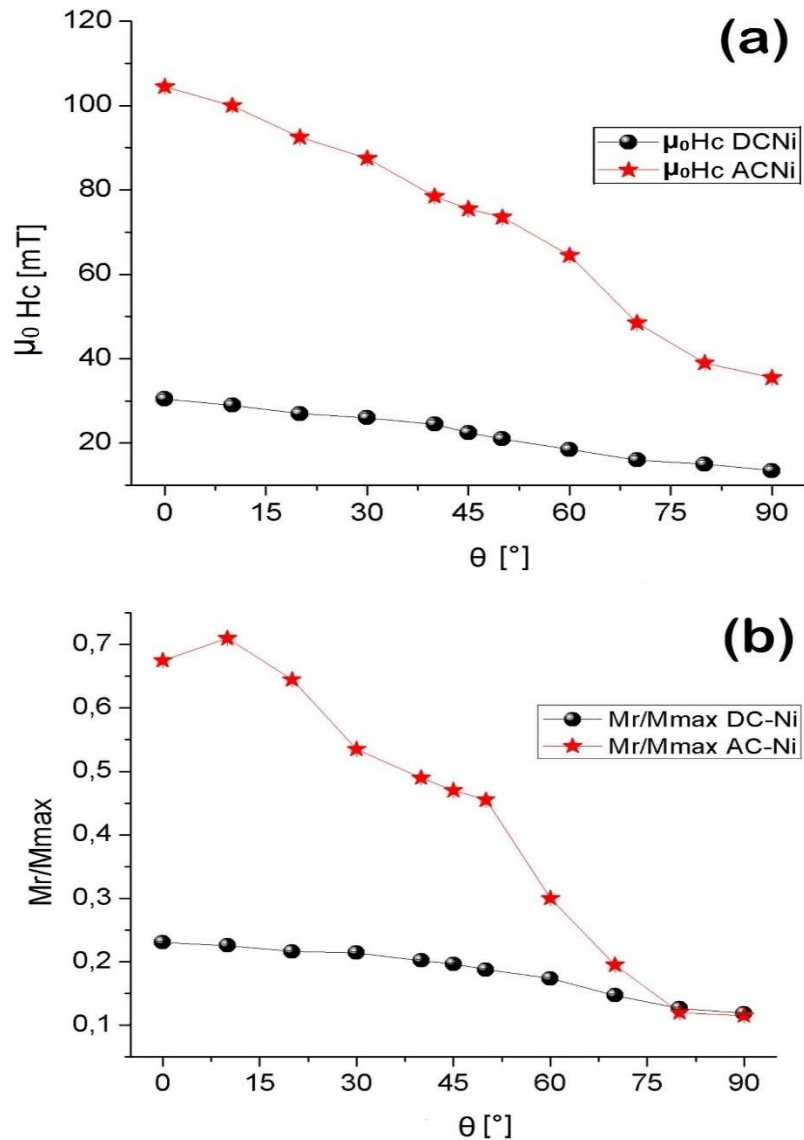 (a)
120
100
80
60
40
20
μ₀ Hc [mT]
μ₀Hc DCNi
μ₀Hc ACNi
0 15 30 45 60 75 90
θ [°]
(b)
0,7
0,6
0,5
0,4
0,3
0,2
0,1
Mr/Mmax
Mr/Mmax DC-Ni
Mr/Mmax AC-Ni
0 15 30 45 60 75 90
θ [°]